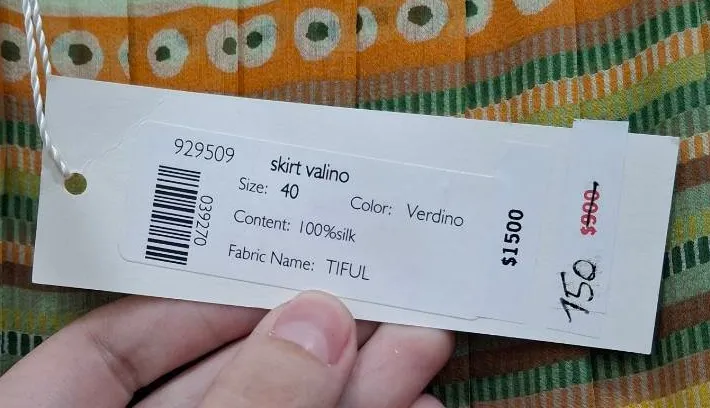 929509
skirt valino
Size: 40
Color: Verdino
Content: 100%silk
Fabric Name: TIFUL
039270
$1500
$900
150